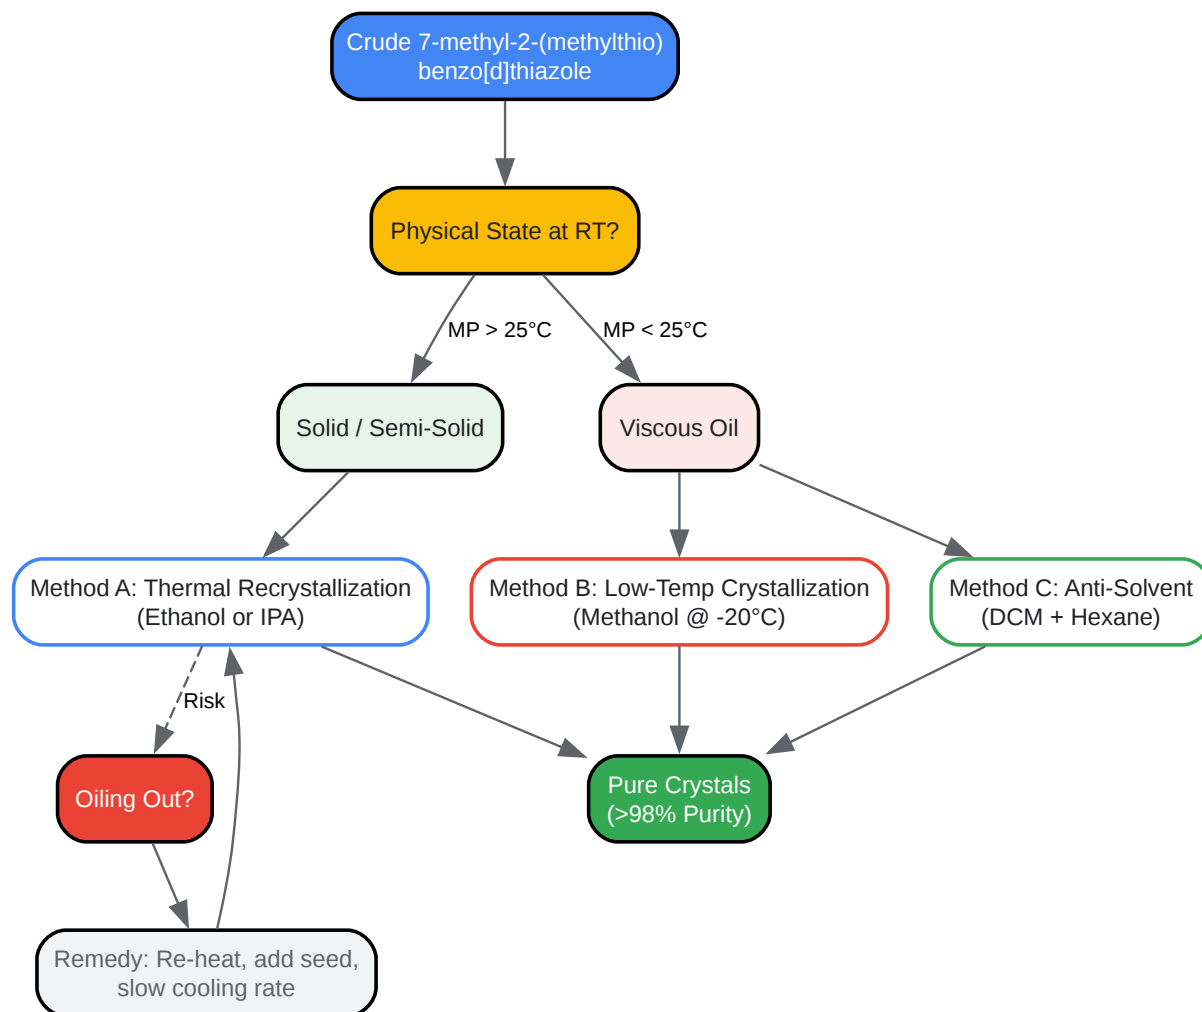 Crude 7-methyl-2-(methylthio)
benzo[d]thiazole
Physical State at RT?
MP > 25°C
MP < 25°C
Solid / Semi-Solid
Viscous Oil
Method A: Thermal Recrystallization
(Ethanol or IPA)
Method B: Low-Temp Crystallization
(Methanol @ -20°C)
Method C: Anti-Solvent
(DCM + Hexane)
Risk
Oiling Out?
Pure Crystals
(>98% Purity)
Remedy: Re-heat, add seed,
slow cooling rate